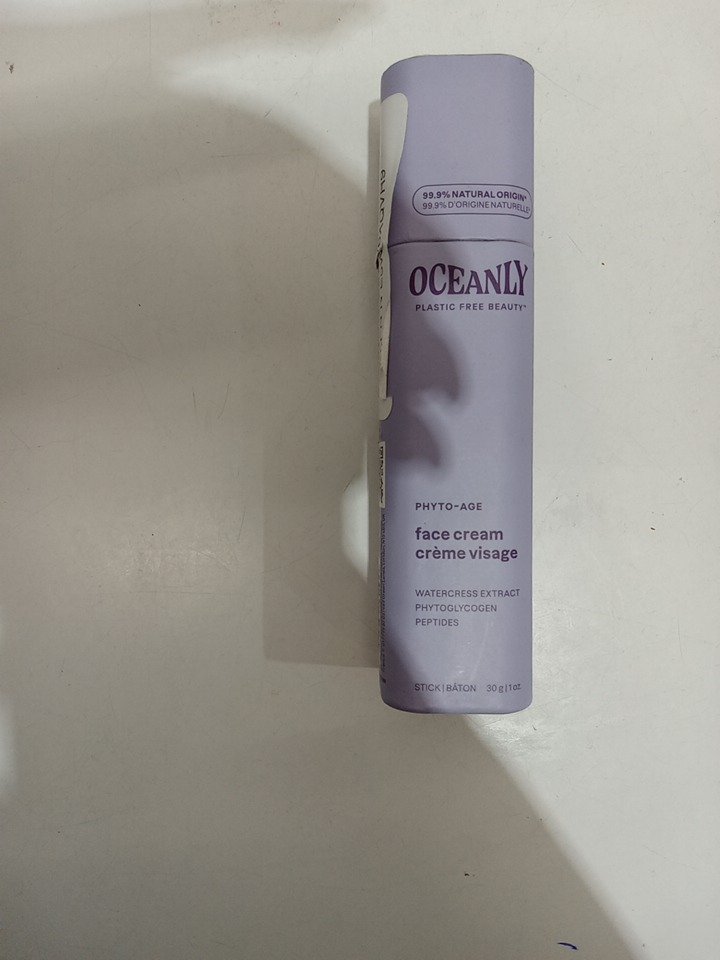 99.9% NATURAL ORIGIN*
99.9% D'ORIGINE NATURELLE*
OCEANLY
PLASTIC FREE BEAUTY™
PHYTO-AGE
face cream
crème visage
WATERCRESS EXTRACT
PHYTOGLYCOGEN
PEPTIDES
STICK | BÂTON 30 g | 1 oz.